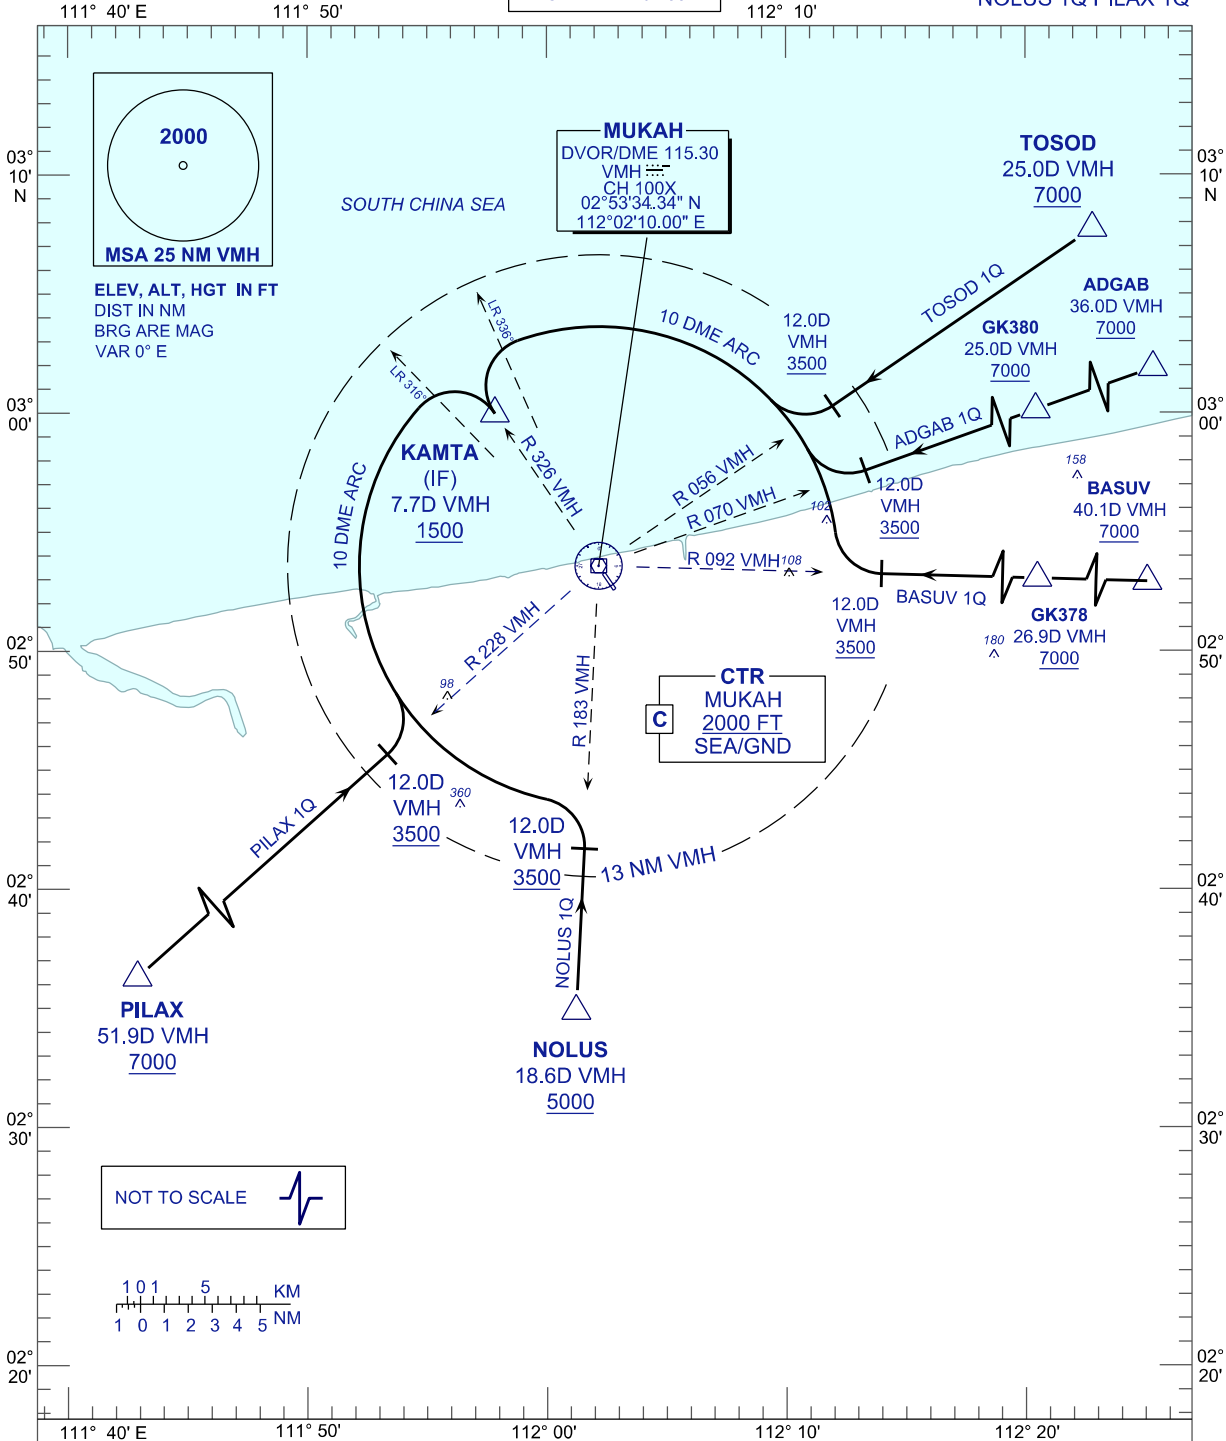 111° 40' E
111° 50'
112° 10'
NOLUS 1Q PILAX 1Q
2000
MSA 25 NM VMH
ELEV, ALT, HGT IN FT
DIST IN NM
BRG ARE MAG
VAR 0° E
SOUTH CHINA SEA
MUKAH
DVOR/DME 115.30
VMH
CH 100X
02°53'34.34" N
112°02'10.00" E
TOSOD
25.0D VMH
7000
TOSOD 1Q
ADGAB
36.0D VMH
7000
GK380
25.0D VMH
7000
ADGAB 1Q
12.0D
VMH
3500
10 DME ARC
LR 336°
LR 316°
KAMTA
(IF)
7.7D VMH
1500
R 326 VMH
10 DME ARC
R 056 VMH
R 070 VMH
R 092 VMH
102
108
158
12.0D
VMH
3500
BASUV
40.1D VMH
7000
BASUV 1Q
12.0D
VMH
3500
GK378
26.9D VMH
7000
180
R 228 VMH
98
R 183 VMH
CTR
MUKAH
C
2000 FT
SEA/GND
12.0D
VMH
3500
360
PILAX 1Q
12.0D
VMH
3500
13 NM VMH
NOLUS 1Q
PILAX
51.9D VMH
7000
NOLUS
18.6D VMH
5000
NOT TO SCALE
1 0 1 5 KM
1 0 1 2 3 4 5 NM
03°
10'
N
03°
00'
02°
50'
02°
40'
02°
30'
02°
20'
03°
10'
N
03°
00'
02°
50'
02°
40'
02°
30'
02°
20'
111° 40' E
111° 50'
112° 00'
112° 10'
112° 20'